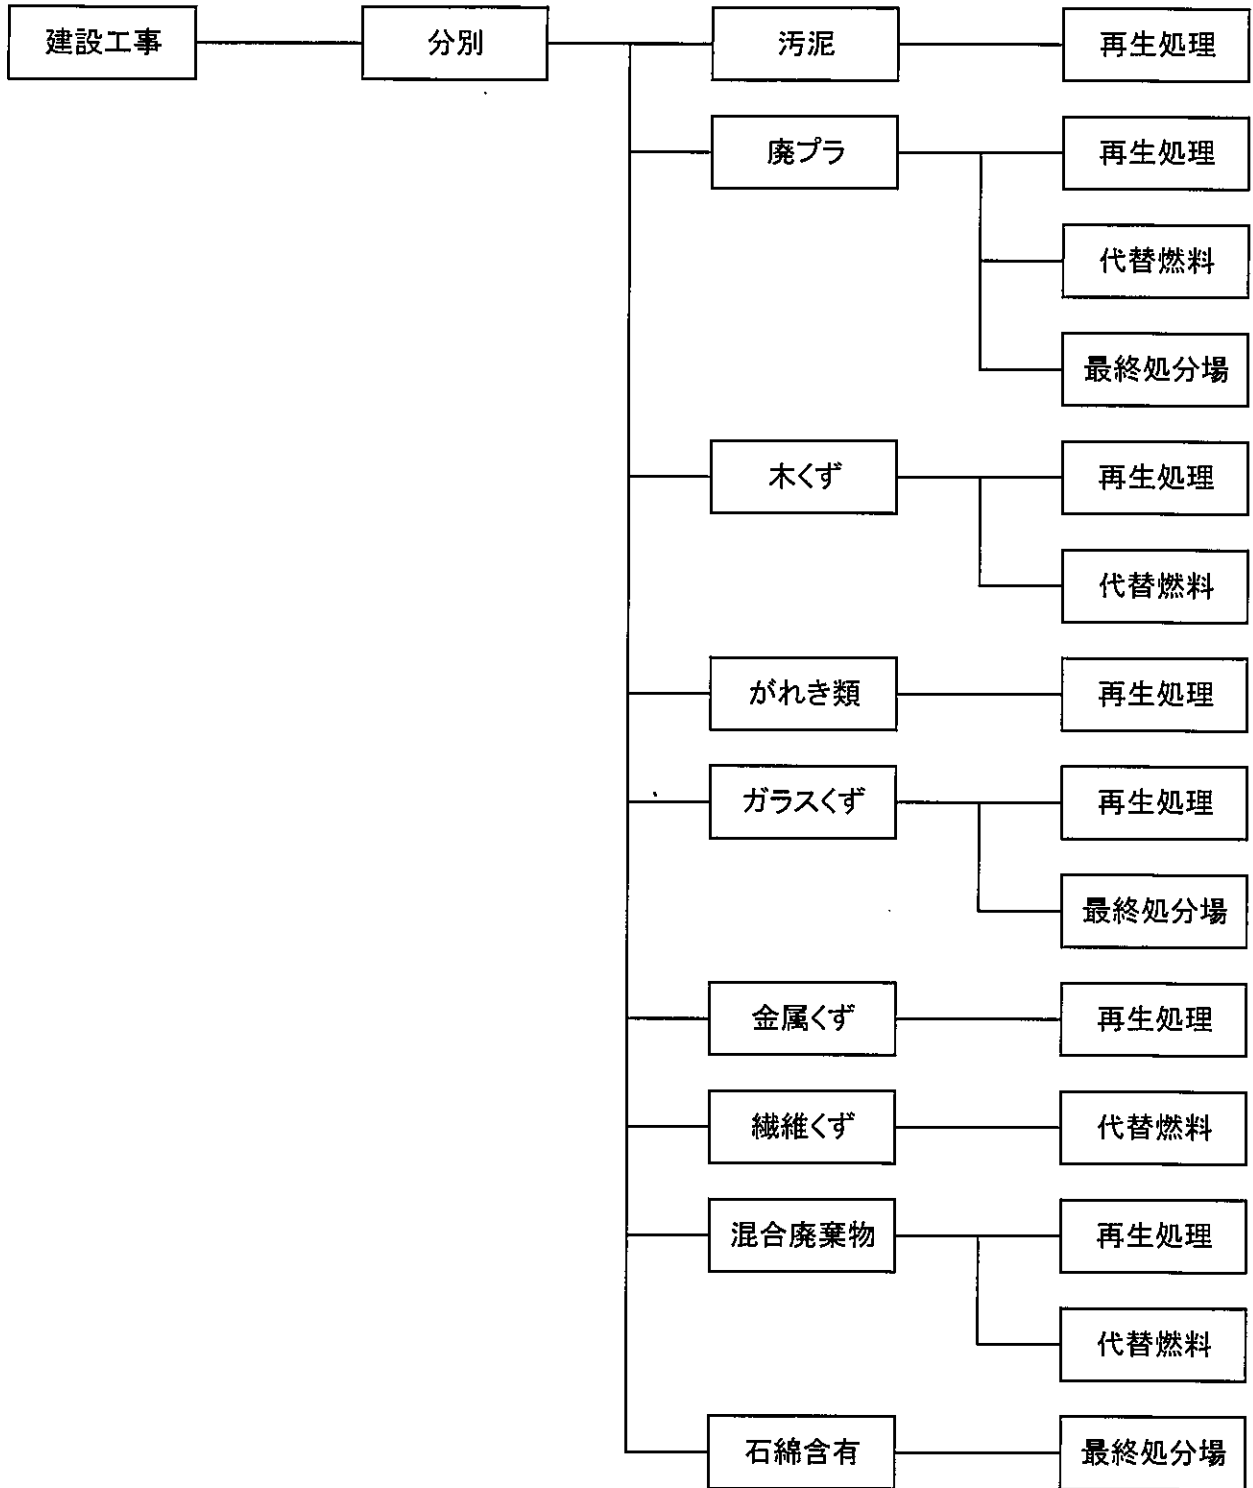 建設工事
分別
汚泥
再生処理
廃プラ
再生処理
代替燃料
最終処分場
木くず
再生処理
代替燃料
がれき類
再生処理
ガラスくず
再生処理
最終処分場
金属くず
再生処理
繊維くず
代替燃料
混合廃棄物
再生処理
代替燃料
石綿含有
最終処分場